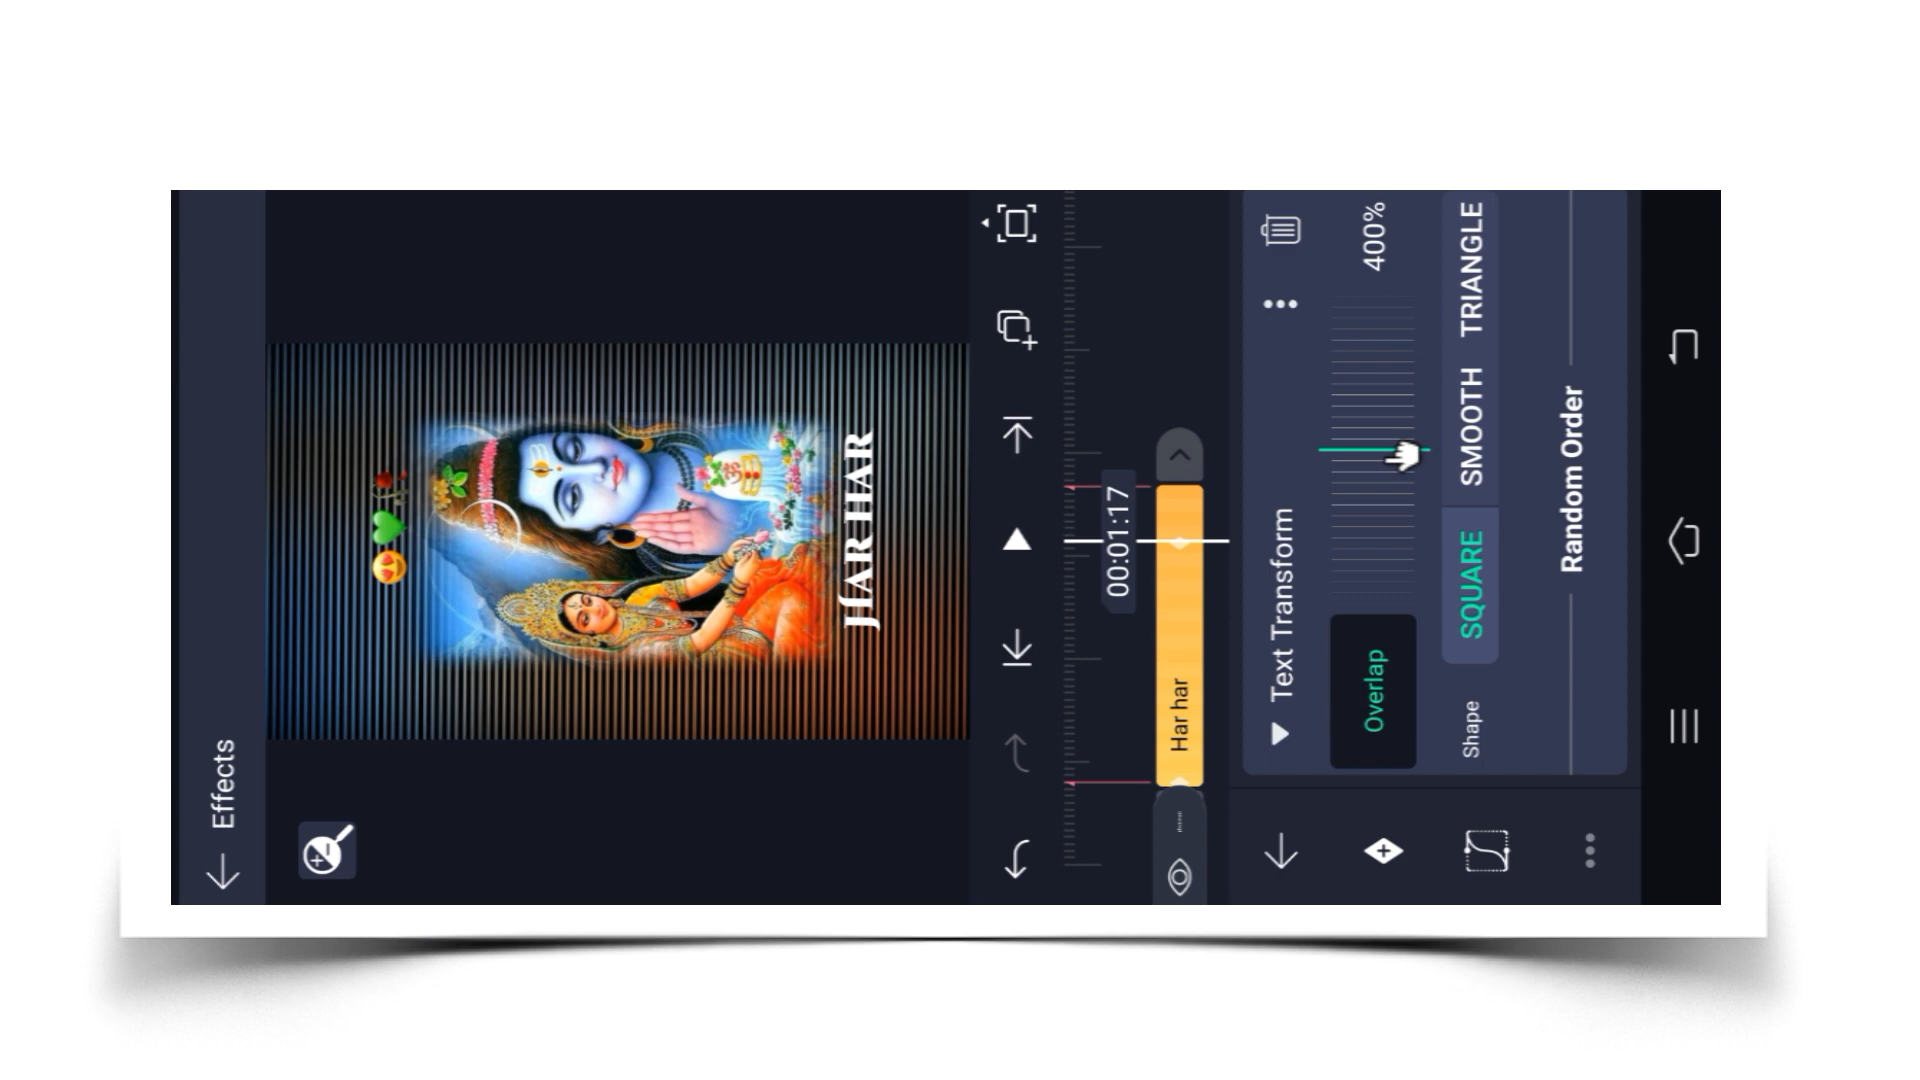 Effects
HAR HAR
00:01:17
Har har
Text Transform
Overlap
400%
Shape
SQUARE
SMOOTH
TRIANGLE
Random Order